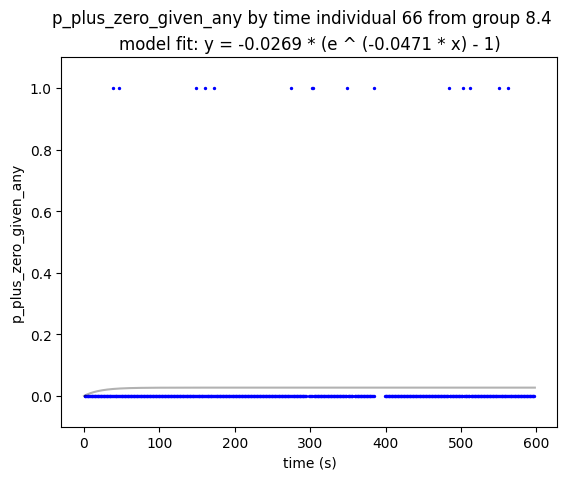 p_plus_zero_given_any by time individual 66 from group 8.4
model fit: y = -0.0269 * (e ^ (-0.0471 * x) - 1)
1.0
0.8
0.6
0.4
0.2
0.0
p_plus_zero_given_any
0 100 200 300 400 500 600
time (s)